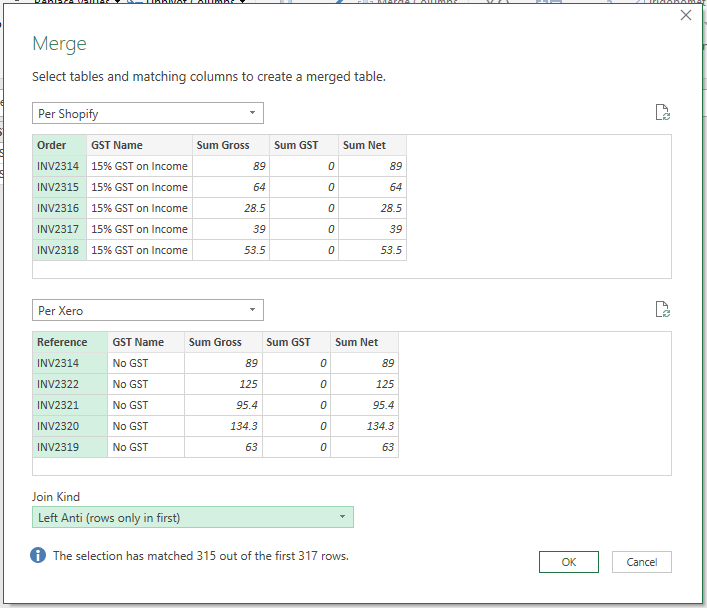 Replace Values
Unpivot Columns
Merge Columns
Merge
Select tables and matching columns to create a merged table.
Per Shopify
Order GST Name Sum Gross Sum GST Sum Net
INV2314 15% GST on Income 89 0 89
INV2315 15% GST on Income 64 0 64
INV2316 15% GST on Income 28.5 0 28.5
INV2317 15% GST on Income 39 0 39
INV2318 15% GST on Income 53.5 0 53.5
Per Xero
Reference GST Name Sum Gross Sum GST Sum Net
INV2314 No GST 89 0 89
INV2322 No GST 125 0 125
INV2321 No GST 95.4 0 95.4
INV2320 No GST 134.3 0 134.3
INV2319 No GST 63 0 63
Join Kind
Left Anti (rows only in first)
The selection has matched 315 out of the first 317 rows.
OK Cancel